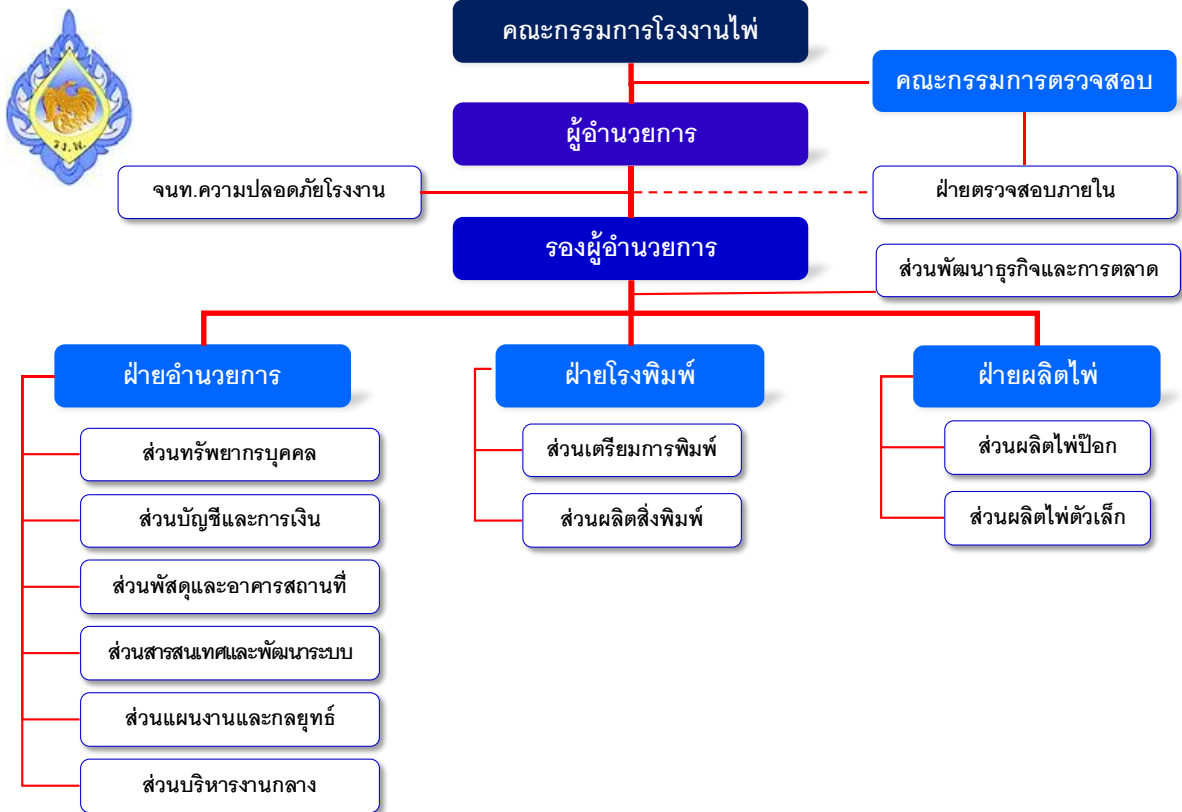 คณะกรรมการโรงงานไพ่
คณะกรรมการตรวจสอบ
ผู้อำนวยการ
รง.พ.
จนท.ความปลอดภัยโรงงาน
ฝ่ายตรวจสอบภายใน
รองผู้อำนวยการ
ส่วนพัฒนาธุรกิจและการตลาด
ฝ่ายอำนวยการ
ฝ่ายโรงพิมพ์
ฝ่ายผลิตไพ่
ส่วนทรัพยากรบุคคล
ส่วนเตรียมการพิมพ์
ส่วนผลิตไพ่ป๊อก
ส่วนบัญชีและการเงิน
ส่วนผลิตสิ่งพิมพ์
ส่วนผลิตไพ่ตัวเล็ก
ส่วนพัสดุและอาคารสถานที่
ส่วนสารสนเทศและพัฒนาระบบ
ส่วนแผนงานและกลยุทธ์
ส่วนบริหารงานกลาง